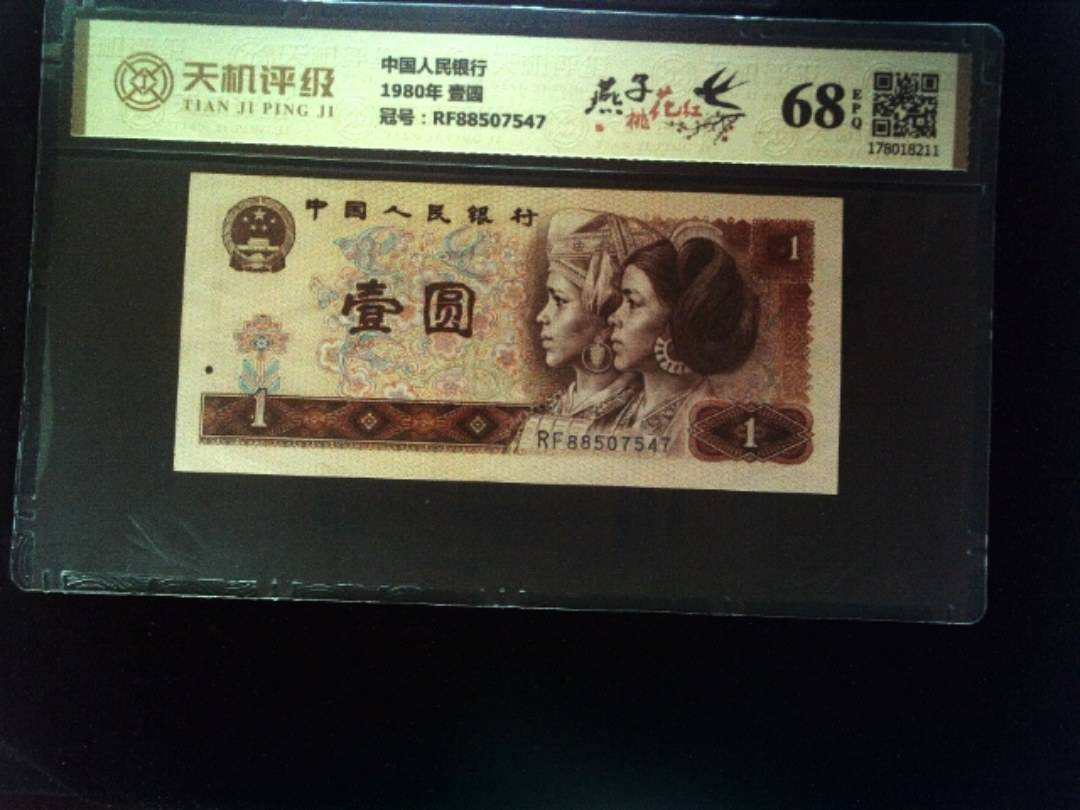 天机评级
TIAN JI PING JI
中国人民银行
1980年 壹圆
冠号：RF88507547
燕子
桃花红
68
EPQ
178018211
中国人民银行
1
壹圆
1
RF88507547
1